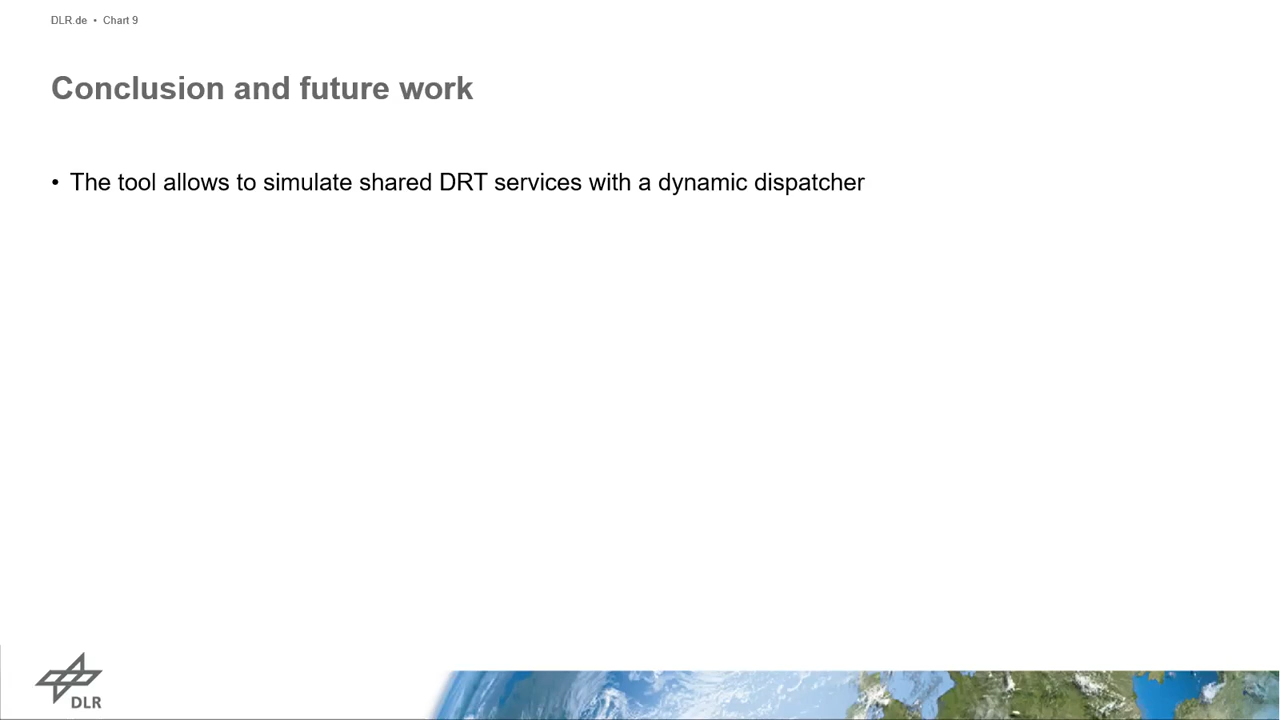 DLR.de • Chart 9
Conclusion and future work
• The tool allows to simulate shared DRT services with a dynamic dispatcher
DLR